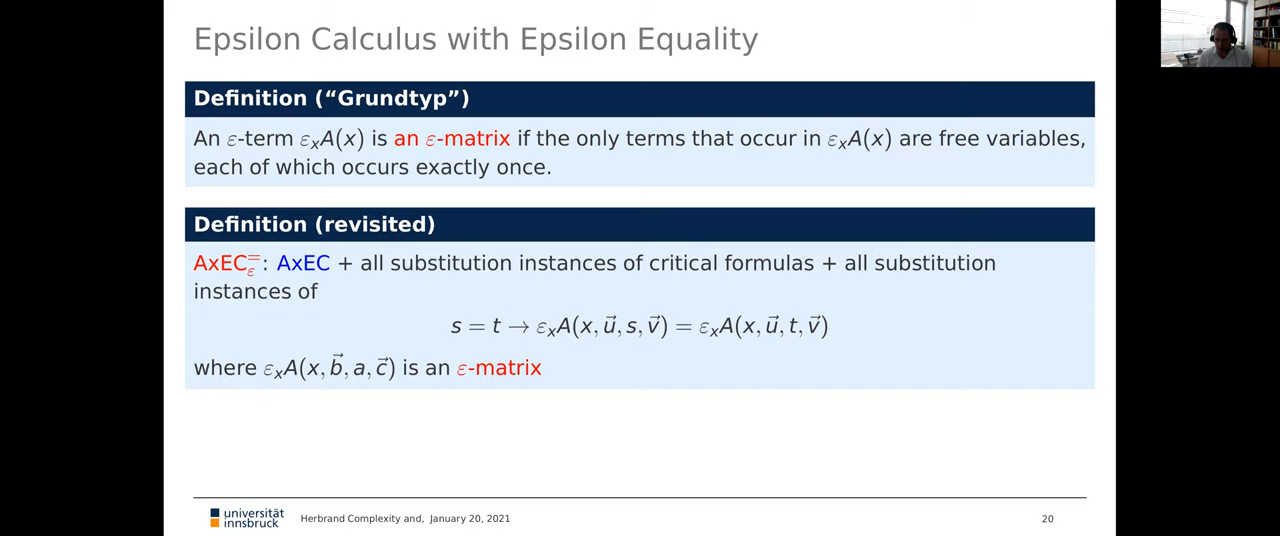 Epsilon Calculus with Epsilon Equality
Definition (“Grundtyp”)
An ε-term εₓA(x) is an ε-matrix if the only terms that occur in εₓA(x) are free variables,
each of which occurs exactly once.
Definition (revisited)
AxEC⁼_ε: AxEC + all substitution instances of critical formulas + all substitution
instances of
s = t → εₓA(x, u⃗, s, v⃗) = εₓA(x, u⃗, t, v⃗)
where εₓA(x, b⃗, a, c⃗) is an ε-matrix
universität
innsbruck
Herbrand Complexity and, January 20, 2021
20